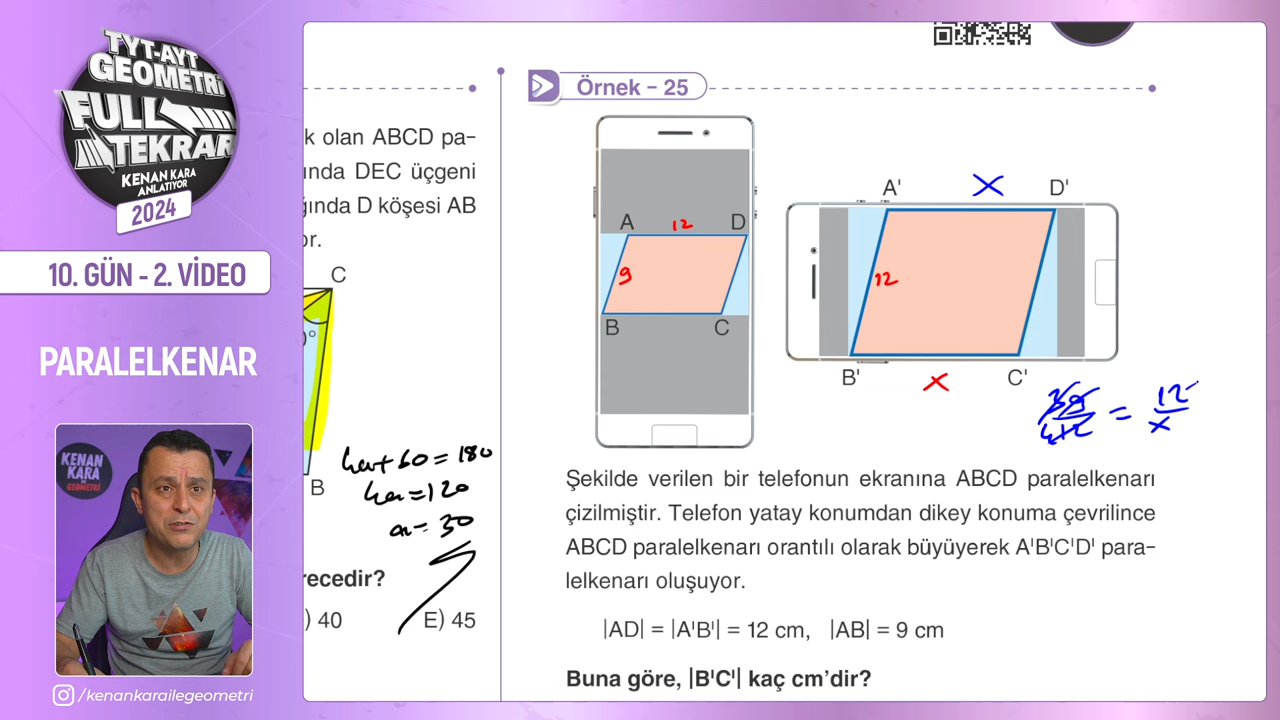 TYT-AYT
GEOMETRİ
FULL
TEKRAR
KENAN KARA
ANLATIYOR
2024
10. GÜN - 2. VİDEO
PARALELKENAR
KENAN
KARA
İLE
GEOMETRİ
/kenankarailegeometri
k olan ABCD pa-
ında DEC üçgeni
ğında D köşesi AB
or.
C
0°
B
4a+60=180
4a=120
a=30
recedir?
) 40 E) 45
Örnek - 25
A 12 D
9
B C
A' x D'
12
B' x C'
= 12/x
Şekilde verilen bir telefonun ekranına ABCD paralelkenarı
çizilmiştir. Telefon yatay konumdan dikey konuma çevrilince
ABCD paralelkenarı orantılı olarak büyüyerek A'B'C'D' para-
lelkenarı oluşuyor.
|AD| = |A'B'| = 12 cm, |AB| = 9 cm
Buna göre, |B'C'| kaç cm'dir?